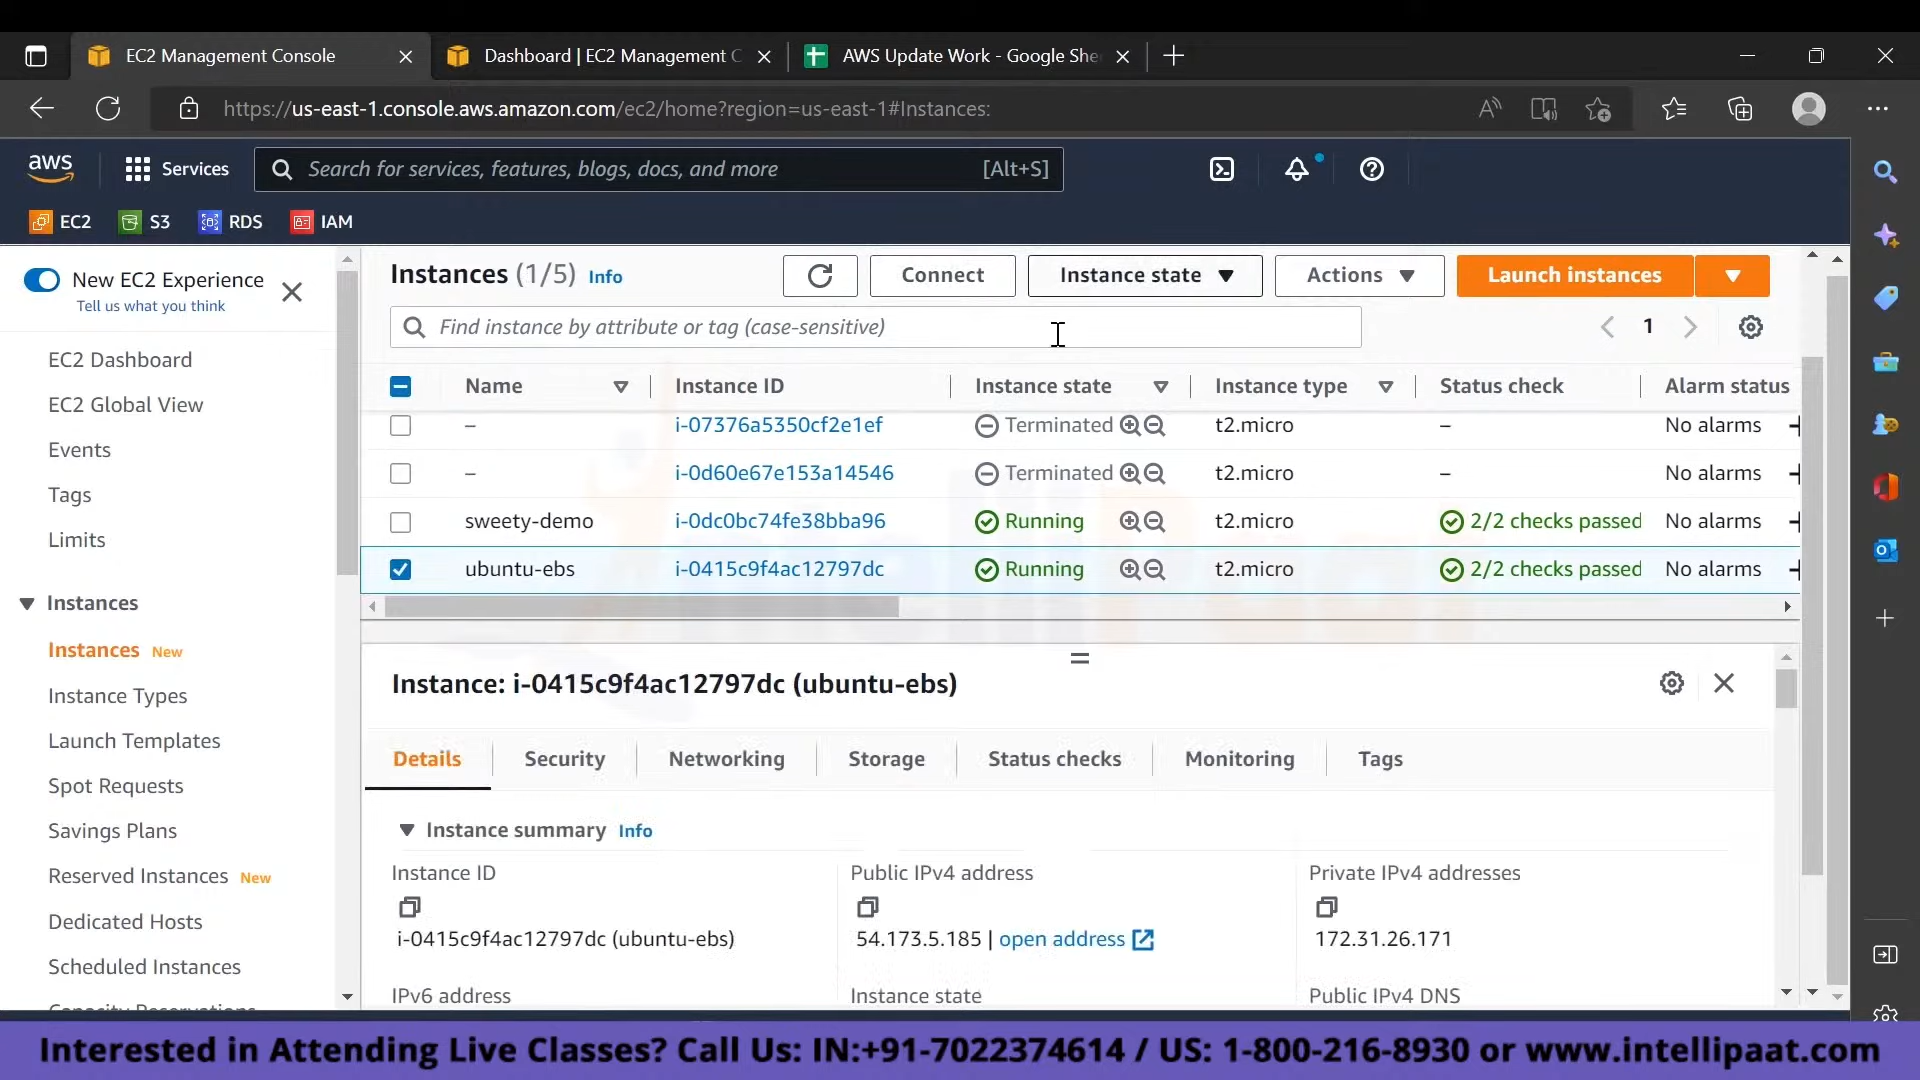 EC2 Management Console
Dashboard | EC2 Management C
AWS Update Work - Google She
https://us-east-1.console.aws.amazon.com/ec2/home?region=us-east-1#Instances:
aws
Services
Search for services, features, blogs, docs, and more
[Alt+S]
EC2
S3
RDS
IAM
New EC2 Experience
Tell us what you think
EC2 Dashboard
EC2 Global View
Events
Tags
Limits
Instances
Instances New
Instance Types
Launch Templates
Spot Requests
Savings Plans
Reserved Instances New
Dedicated Hosts
Scheduled Instances
Capacity Reservations
Instances (1/5) Info
Connect
Instance state
Actions
Launch instances
Find instance by attribute or tag (case-sensitive)
1
Name Instance ID Instance state Instance type Status check Alarm status
– i-07376a5350cf2e1ef Terminated t2.micro – No alarms
– i-0d60e67e153a14546 Terminated t2.micro – No alarms
sweety-demo i-0dc0bc74fe38bba96 Running t2.micro 2/2 checks passed No alarms
ubuntu-ebs i-0415c9f4ac12797dc Running t2.micro 2/2 checks passed No alarms
Instance: i-0415c9f4ac12797dc (ubuntu-ebs)
Details Security Networking Storage Status checks Monitoring Tags
Instance summary Info
Instance ID
i-0415c9f4ac12797dc (ubuntu-ebs)
Public IPv4 address
54.173.5.185 | open address
Private IPv4 addresses
172.31.26.171
IPv6 address
Instance state
Public IPv4 DNS
Interested in Attending Live Classes? Call Us: IN:+91-7022374614 / US: 1-800-216-8930 or www.intellipaat.com